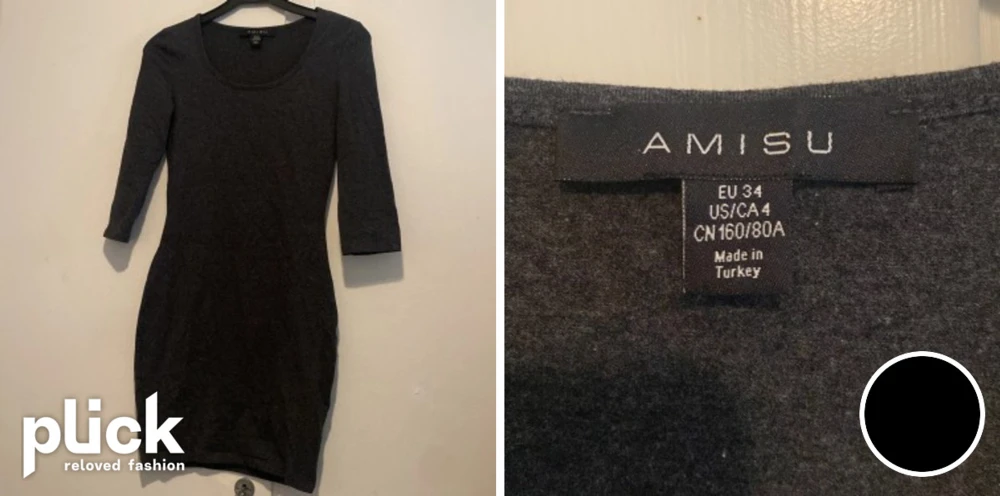 plick
reloved fashion
AMISU
EU 34
US/CA 4
CN 160/80A
Made in
Turkey